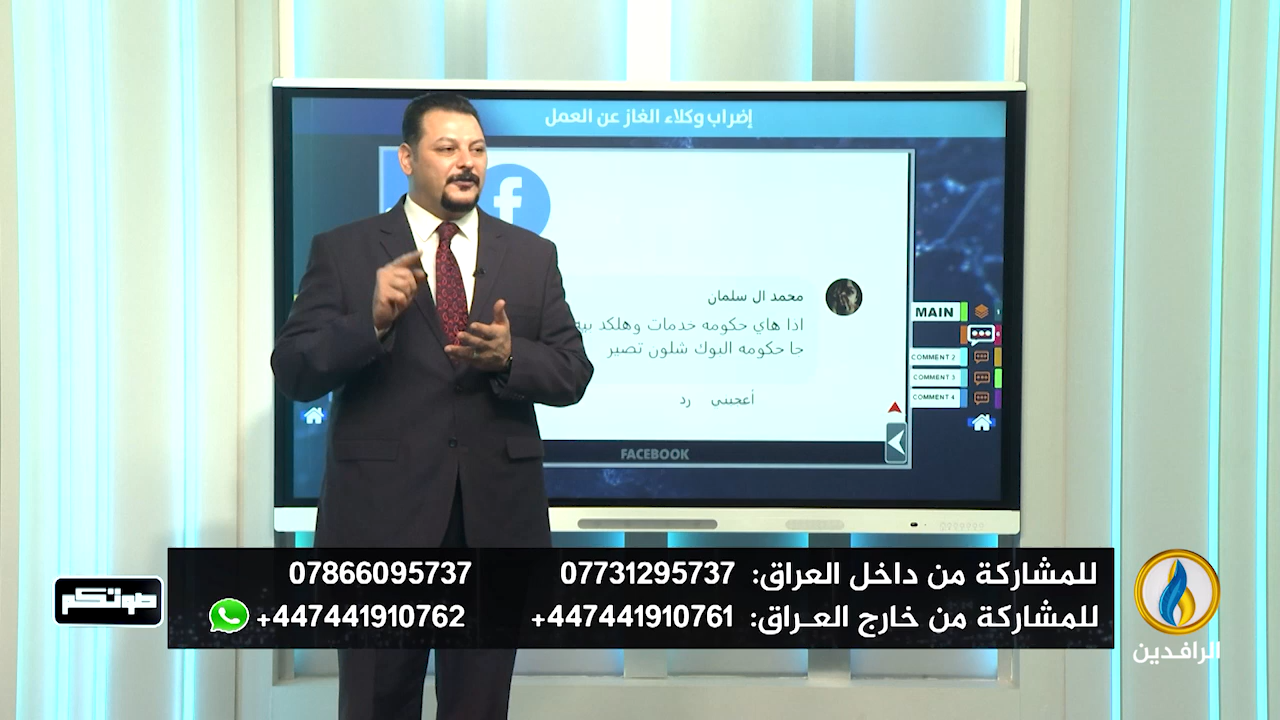 إضراب وكلاء الغاز عن العمل
f
محمد ال سلمان
اذا هاي حكومه خدمات وهلكد بيه
جا حكومه البوك شلون تصير
أعجبني رد
FACEBOOK
MAIN
COMMENT 2
COMMENT 3
COMMENT 4
للمشاركة من داخل العراق: 07731295737 07866095737
للمشاركة من خارج العـراق: 447441910761+ 447441910762+
صوتكم
الرافدين